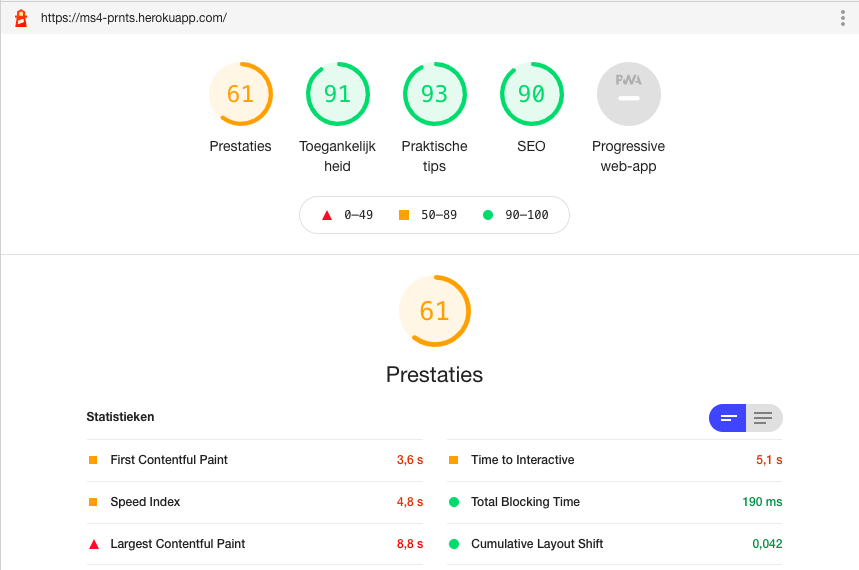 https://ms4-prnts.herokuapp.com/
61
91
93
90
PWA
Prestaties
Toegankelijk
heid
Praktische
tips
SEO
Progressive
web-app
0–49
50–89
90–100
61
Prestaties
Statistieken
First Contentful Paint 3,6 s
Time to Interactive 5,1 s
Speed Index 4,8 s
Total Blocking Time 190 ms
Largest Contentful Paint 8,8 s
Cumulative Layout Shift 0,042